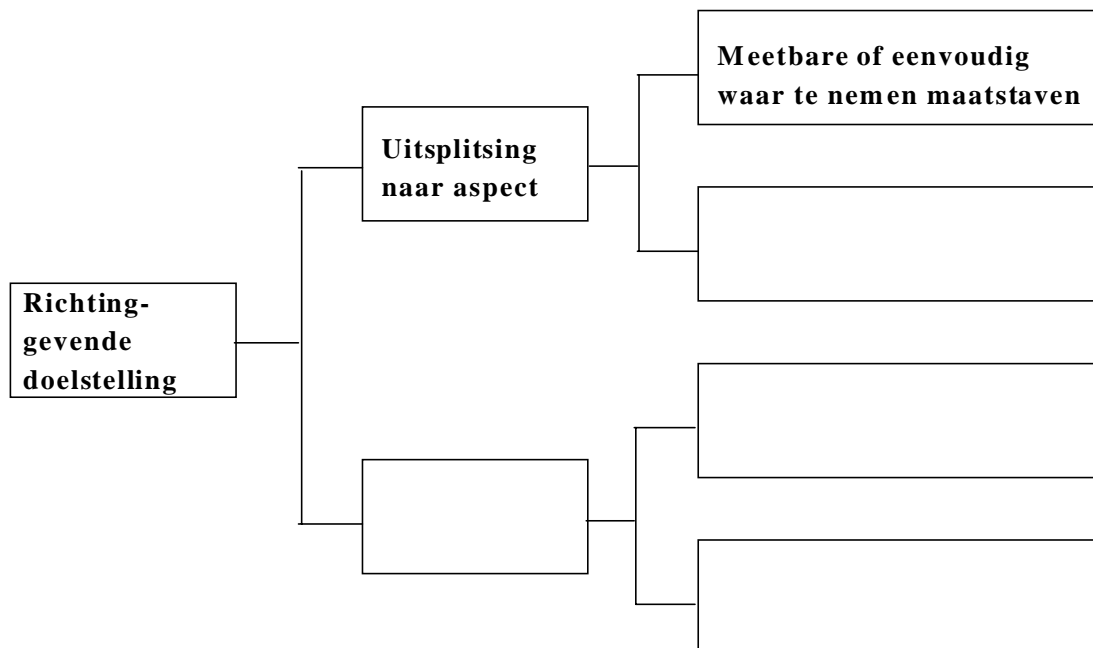 Meetbare of eenvoudig
waar te nemen maatstaven
Uitsplitsing
naar aspect
Richting-
gevende
doelstelling